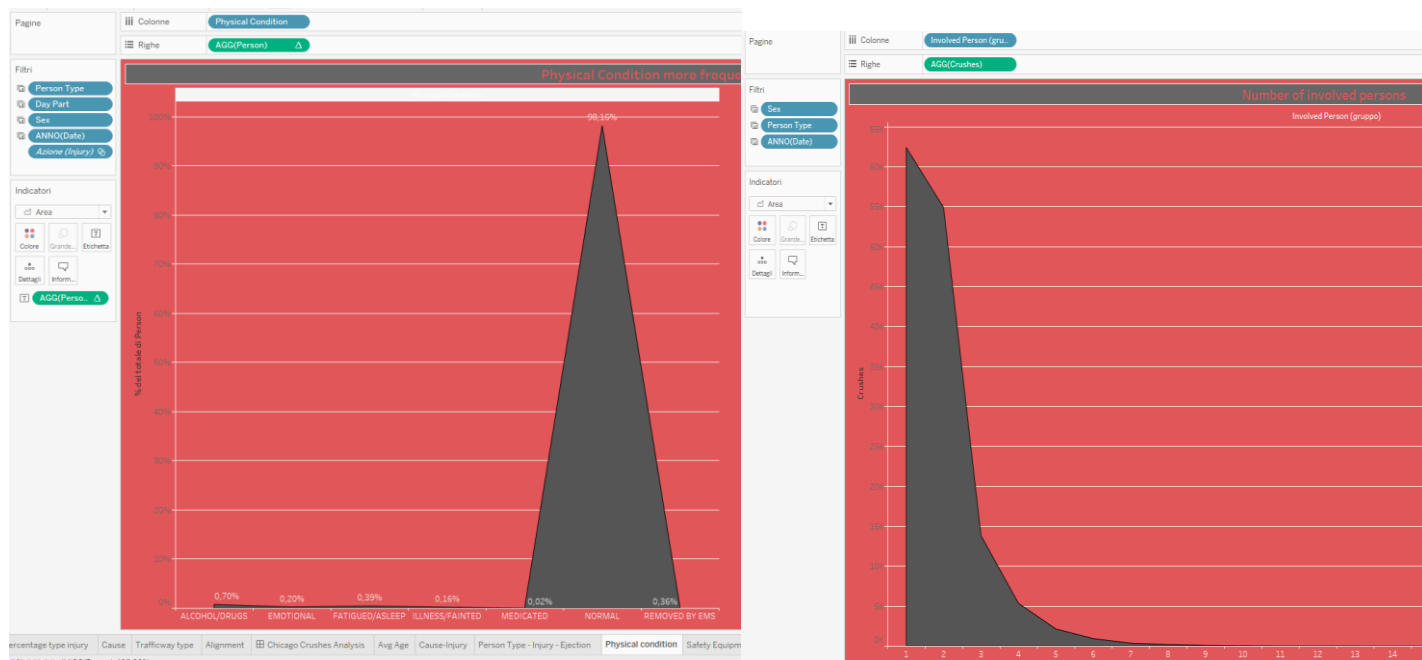 Pagine
Colonne
Physical Condition
Righe
AGG(Person)
Filtri
Person Type
Day Part
Sex
ANNO(Date)
Azione (Injury)
Indicatori
Area
Colore
Grande...
Etichetta
Dettagli
Inform...
AGG(Perso..
Physical Condition more freque
% del totale di Person
100%
90%
80%
70%
60%
50%
40%
30%
20%
10%
0%
98,16%
0,70%
0,20%
0,39%
0,16%
0,02%
0,36%
ALCOHOL/DRUGS
EMOTIONAL
FATIGUED/ASLEEP
ILLNESS/FAINTED
MEDICATED
NORMAL
REMOVED BY EMS
ercentage type injury
Cause
Trafficway type
Alignment
Chicago Crushes Analysis
Avg Age
Cause-Injury
Person Type - Injury - Ejection
Physical condition
Safety Equipm
Pagine
Colonne
Involved Person (gru..
Righe
AGG(Crushes)
Filtri
Sex
Person Type
ANNO(Date)
Indicatori
Area
Colore
Grande...
Etichetta
Dettagli
Inform...
Number of involved persons
Involved Person (gruppo)
Crushes
65K
60K
55K
50K
45K
40K
35K
30K
25K
20K
15K
10K
5K
0K
1 2 3 4 5 6 7 8 9 10 11 12 13 14